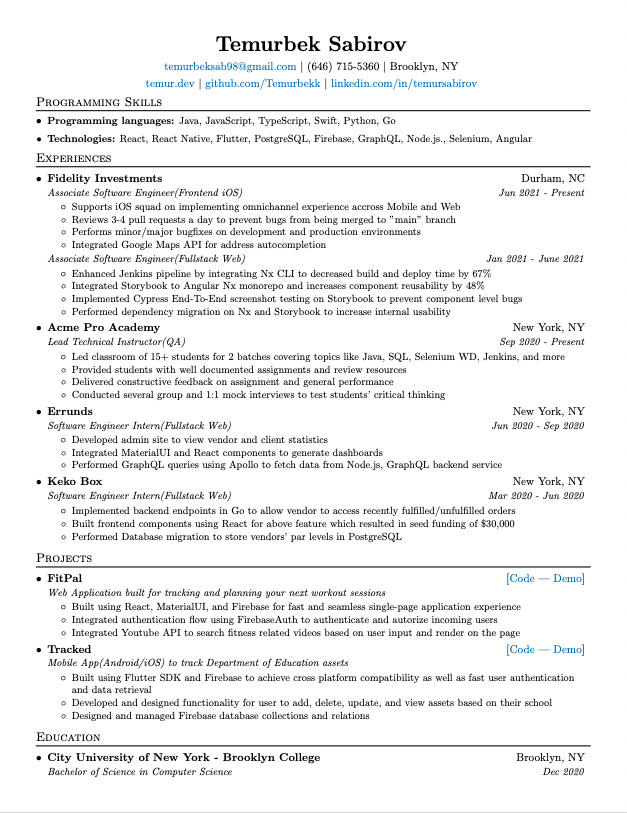 Temurbek Sabirov
temurbeksab98@gmail.com | (646) 715-5360 | Brooklyn, NY
temur.dev | github.com/Temurbekk | linkedin.com/in/temursabirov
Programming Skills
• Programming languages: Java, JavaScript, TypeScript, Swift, Python, Go
• Technologies: React, React Native, Flutter, PostgreSQL, Firebase, GraphQL, Node.js., Selenium, Angular
Experiences
• Fidelity Investments Durham, NC
Associate Software Engineer(Frontend iOS) Jun 2021 - Present
◦ Supports iOS squad on implementing omnichannel experience accross Mobile and Web
◦ Reviews 3-4 pull requests a day to prevent bugs from being merged to "main" branch
◦ Performs minor/major bugfixes on development and production environments
◦ Integrated Google Maps API for address autocompletion
Associate Software Engineer(Fullstack Web) Jan 2021 - June 2021
◦ Enhanced Jenkins pipeline by integrating Nx CLI to decreased build and deploy time by 67%
◦ Integrated Storybook to Angular Nx monorepo and increases component reusability by 48%
◦ Implemented Cypress End-To-End screenshot testing on Storybook to prevent component level bugs
◦ Performed dependency migration on Nx and Storybook to increase internal usability
• Acme Pro Academy New York, NY
Lead Technical Instructor(QA) Sep 2020 - Present
◦ Led classroom of 15+ students for 2 batches covering topics like Java, SQL, Selenium WD, Jenkins, and more
◦ Provided students with well documented assignments and review resources
◦ Delivered constructive feedback on assignment and general performance
◦ Conducted several group and 1:1 mock interviews to test students' critical thinking
• Errunds New York, NY
Software Engineer Intern(Fullstack Web) Jun 2020 - Sep 2020
◦ Developed admin site to view vendor and client statistics
◦ Integrated MaterialUI and React components to generate dashboards
◦ Performed GraphQL queries using Apollo to fetch data from Node.js, GraphQL backend service
• Keko Box New York, NY
Software Engineer Intern(Fullstack Web) Mar 2020 - Jun 2020
◦ Implemented backend endpoints in Go to allow vendor to access recently fulfilled/unfulfilled orders
◦ Built frontend components using React for above feature which resulted in seed funding of $30,000
◦ Performed Database migration to store vendors' par levels in PostgreSQL
Projects
• FitPal [Code — Demo]
Web Application built for tracking and planning your next workout sessions
◦ Built using React, MaterialUI, and Firebase for fast and seamless single-page application experience
◦ Integrated authentication flow using FirebaseAuth to authenticate and autorize incoming users
◦ Integrated Youtube API to search fitness related videos based on user input and render on the page
• Tracked [Code — Demo]
Mobile App(Android/iOS) to track Department of Education assets
◦ Built using Flutter SDK and Firebase to achieve cross platform compatibility as well as fast user authentication
and data retrieval
◦ Developed and designed functionality for user to add, delete, update, and view assets based on their school
◦ Designed and managed Firebase database collections and relations
Education
• City University of New York - Brooklyn College Brooklyn, NY
Bachelor of Science in Computer Science Dec 2020